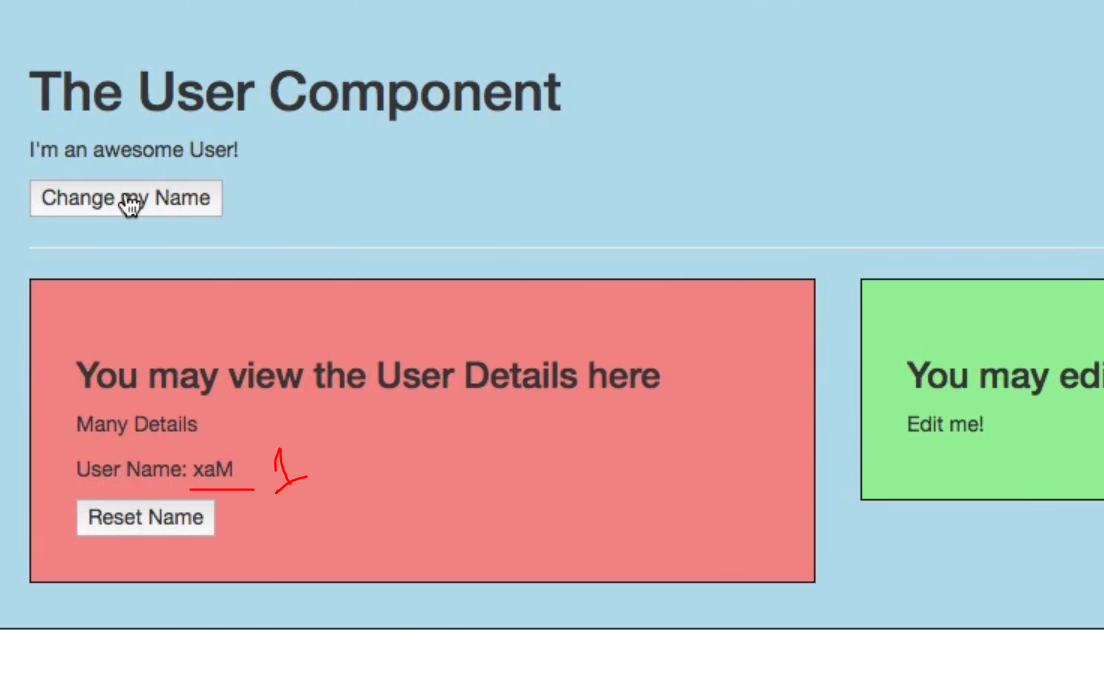 The User Component
I'm an awesome User!
Change my Name
You may view the User Details here
Many Details
User Name: xaM
1
Reset Name
You may edi
Edit me!